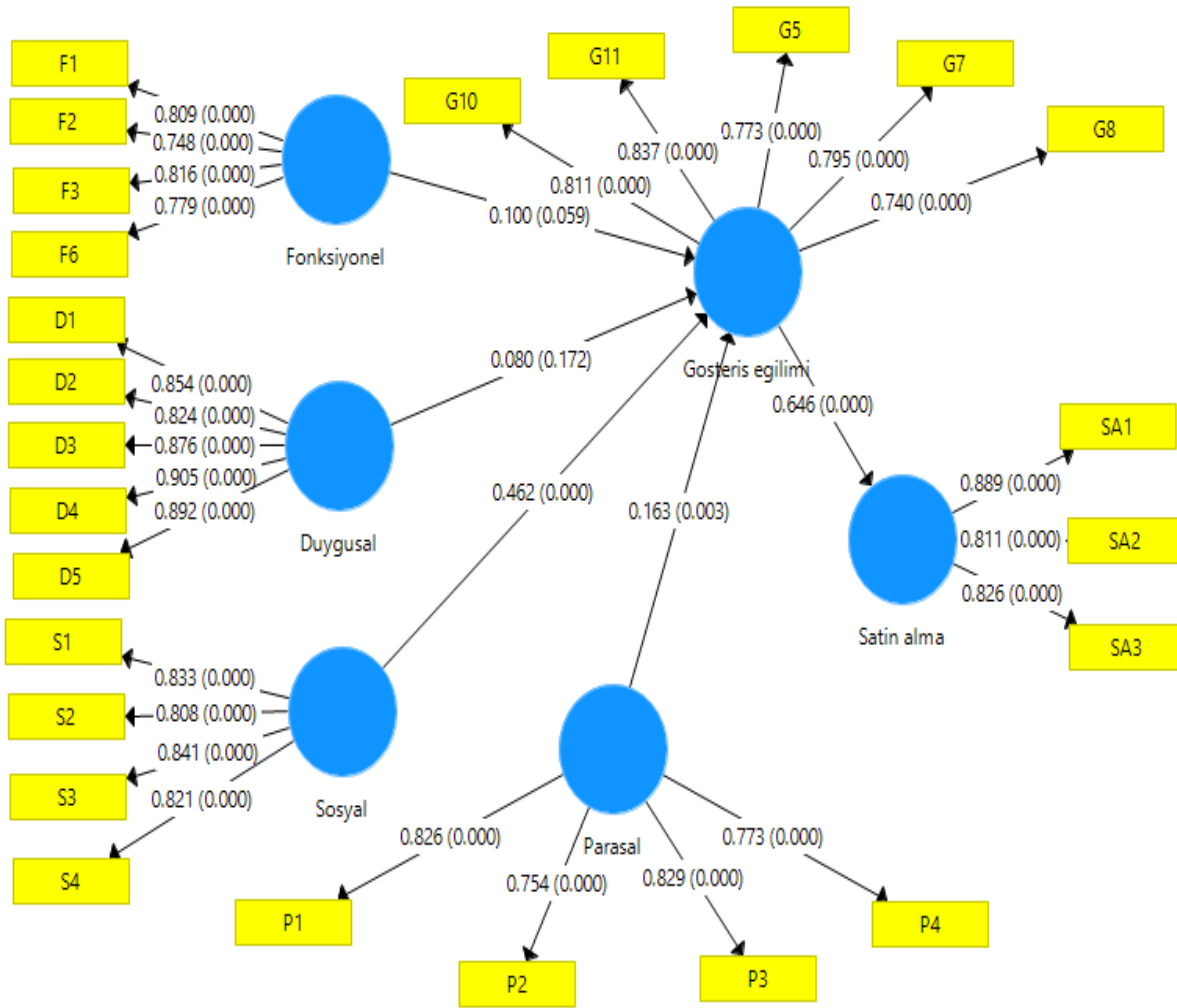 F1
F2
F3
F6
0.809 (0.000)
0.748 (0.000)
0.816 (0.000)
0.779 (0.000)
Fonksiyonel
0.100 (0.059)
G10
G11
G5
G7
G8
0.811 (0.000)
0.837 (0.000)
0.773 (0.000)
0.795 (0.000)
0.740 (0.000)
Gosteris egilimi
D1
D2
D3
D4
D5
0.854 (0.000)
0.824 (0.000)
0.876 (0.000)
0.905 (0.000)
0.892 (0.000)
Duygusal
0.080 (0.172)
0.646 (0.000)
SA1
SA2
SA3
0.889 (0.000)
0.811 (0.000)
0.826 (0.000)
Satin alma
S1
S2
S3
S4
0.833 (0.000)
0.808 (0.000)
0.841 (0.000)
0.821 (0.000)
Sosyal
0.462 (0.000)
0.163 (0.003)
Parasal
0.826 (0.000)
0.754 (0.000)
0.829 (0.000)
0.773 (0.000)
P1
P2
P3
P4